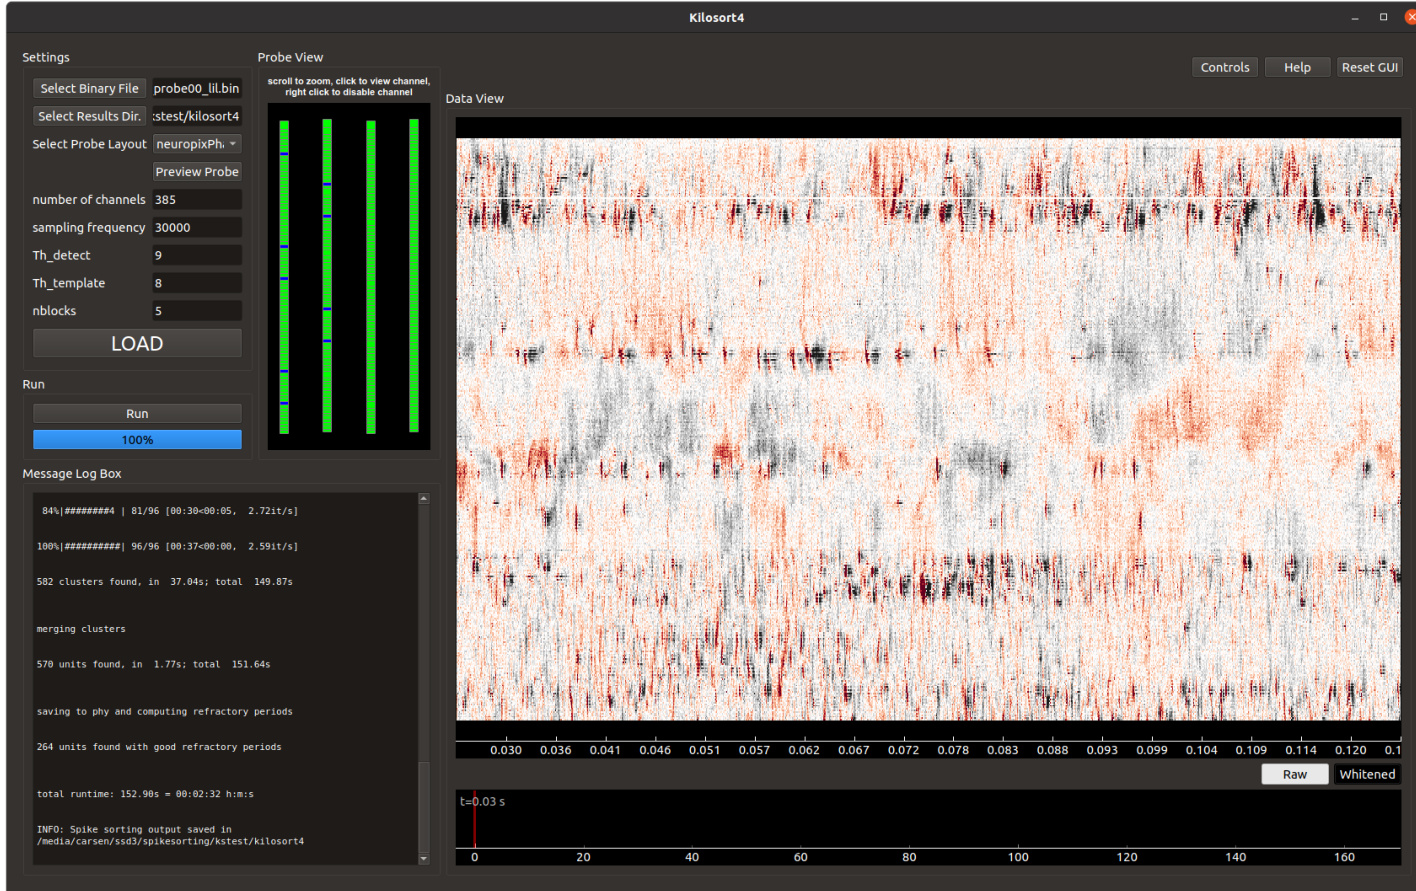 Kilosort4
Settings
Select Binary File probe00_lil.bin
Select Results Dir. :stest/kilosort4
Select Probe Layout neuropixPh
Preview Probe
number of channels 385
sampling frequency 30000
Th_detect 9
Th_template 8
nblocks 5
LOAD
Run
Run
100%
Probe View
scroll to zoom, click to view channel,
right click to disable channel
Controls Help Reset GUI
Data View
0.030 0.036 0.041 0.046 0.051 0.057 0.062 0.067 0.072 0.078 0.083 0.088 0.093 0.099 0.104 0.109 0.114 0.120 0.1
Raw Whitened
t=0.03 s
0 20 40 60 80 100 120 140 160
Message Log Box
84%|########4 | 81/96 [00:30<00:05, 2.72it/s]
100%|##########| 96/96 [00:37<00:00, 2.59it/s]
582 clusters found, in 37.04s; total 149.87s
merging clusters
570 units found, in 1.77s; total 151.64s
saving to phy and computing refractory periods
264 units found with good refractory periods
total runtime: 152.90s = 00:02:32 h:m:s
INFO: Spike sorting output saved in
/media/carsen/ssd3/spikesorting/kstest/kilosort4